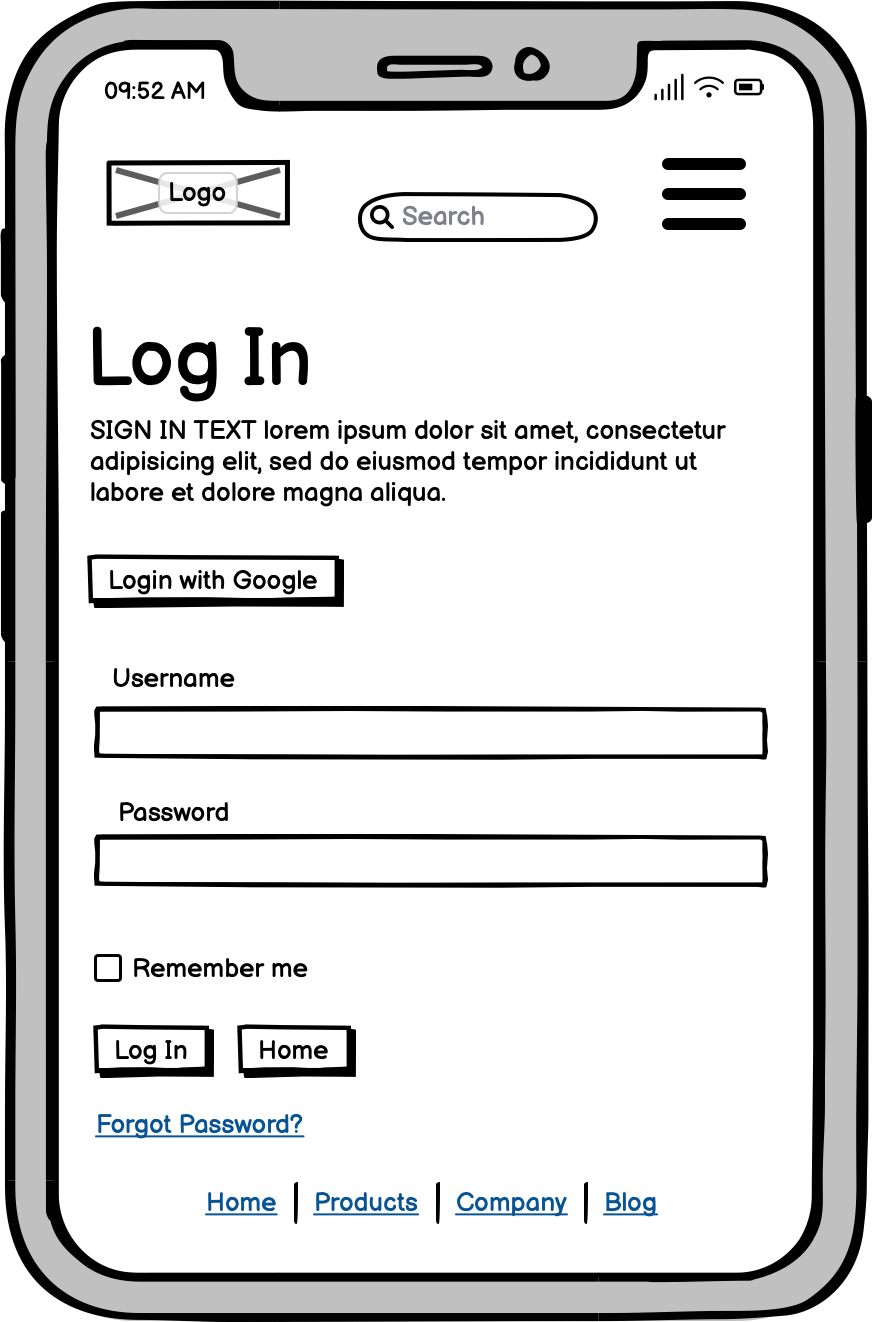 09:52 AM
Logo
Search
Log In
SIGN IN TEXT lorem ipsum dolor sit amet, consectetur
adipisicing elit, sed do eiusmod tempor incididunt ut
labore et dolore magna aliqua.
Login with Google
Username
Password
Remember me
Log In Home
Forgot Password?
Home Products Company Blog